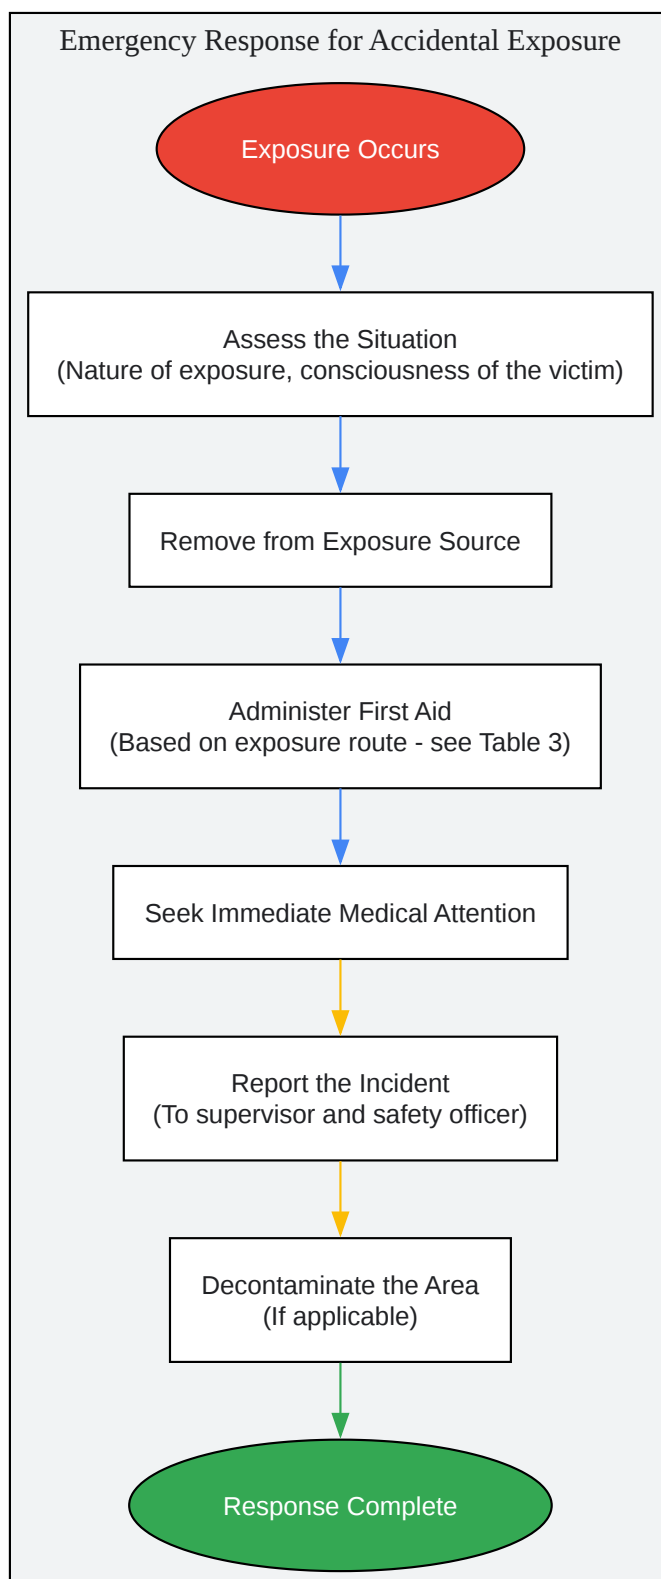 Emergency Response for Accidental Exposure
Exposure Occurs
Assess the Situation
(Nature of exposure, consciousness of the victim)
Remove from Exposure Source
Administer First Aid
(Based on exposure route - see Table 3)
Seek Immediate Medical Attention
Report the Incident
(To supervisor and safety officer)
Decontaminate the Area
(If applicable)
Response Complete